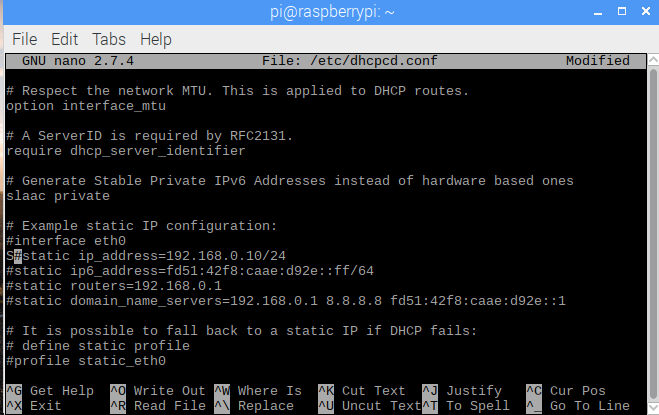 pi@raspberrypi: ~
File Edit Tabs Help
GNU nano 2.7.4 File: /etc/dhcpcd.conf Modified
# Respect the network MTU. This is applied to DHCP routes.
option interface_mtu
# A ServerID is required by RFC2131.
require dhcp_server_identifier
# Generate Stable Private IPv6 Addresses instead of hardware based ones
slaac private
# Example static IP configuration:
#interface eth0
S#static ip_address=192.168.0.10/24
#static ip6_address=fd51:42f8:caae:d92e::ff/64
#static routers=192.168.0.1
#static domain_name_servers=192.168.0.1 8.8.8.8 fd51:42f8:caae:d92e::1
# It is possible to fall back to a static IP if DHCP fails:
# define static profile
#profile static_eth0
^G Get Help ^O Write Out ^W Where Is ^K Cut Text ^J Justify ^C Cur Pos
^X Exit ^R Read File ^\ Replace ^U Uncut Text ^T To Spell ^_ Go To Line